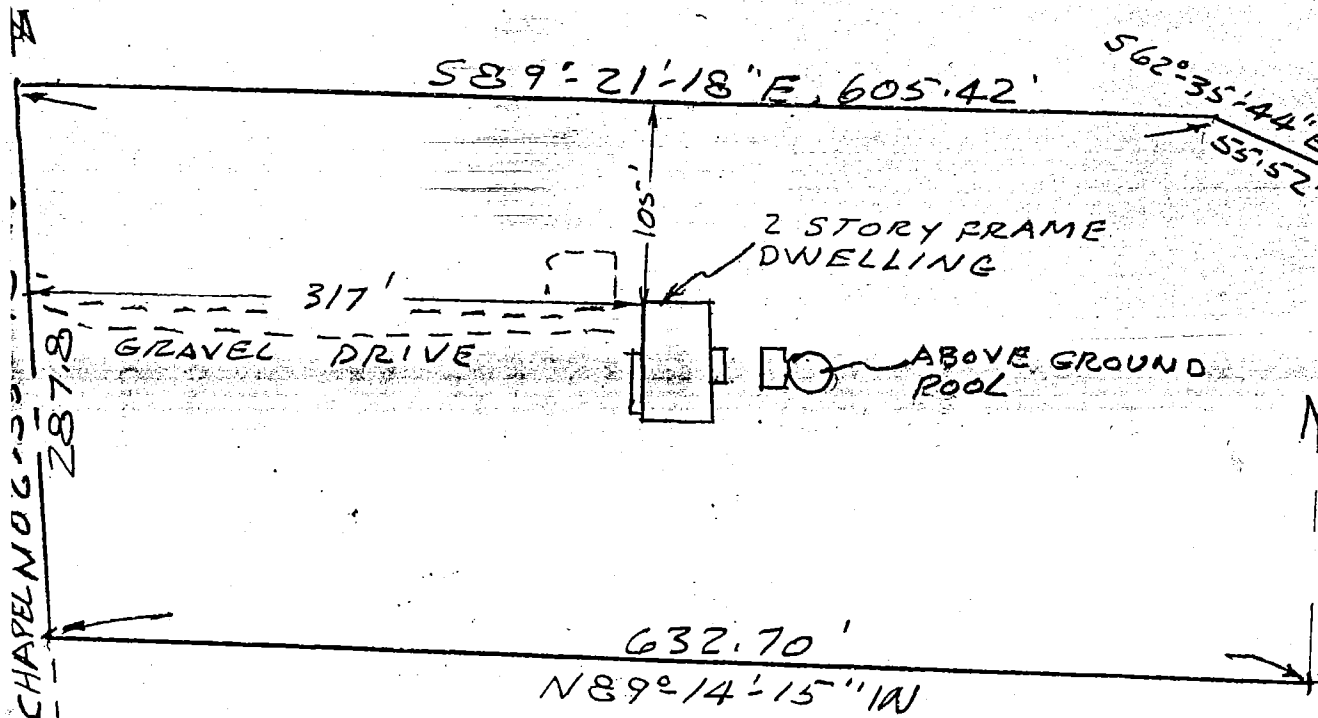 S89°-21'-18"E, 605.42'
S62°-35'-44"E
55.52'
105'
2 STORY FRAME
DWELLING
317'
GRAVEL DRIVE
ABOVE GROUND
POOL
287.81'
CHAPEL
632.70'
N89°-14'-15"W